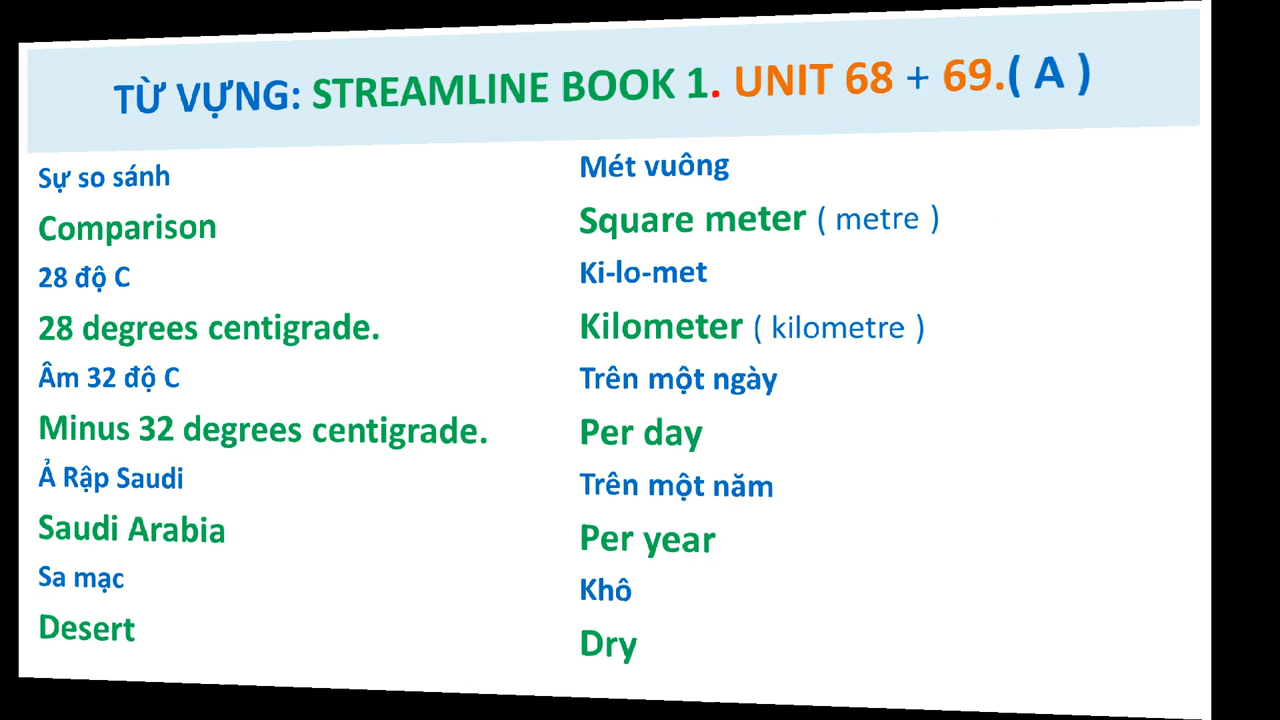 TỪ VỰNG: STREAMLINE BOOK 1. UNIT 68 + 69.( A )
Sự so sánh
Comparison
28 độ C
28 degrees centigrade.
Âm 32 độ C
Minus 32 degrees centigrade.
Ả Rập Saudi
Saudi Arabia
Sa mạc
Desert
Mét vuông
Square meter ( metre )
Ki-lo-met
Kilometer ( kilometre )
Trên một ngày
Per day
Trên một năm
Per year
Khô
Dry